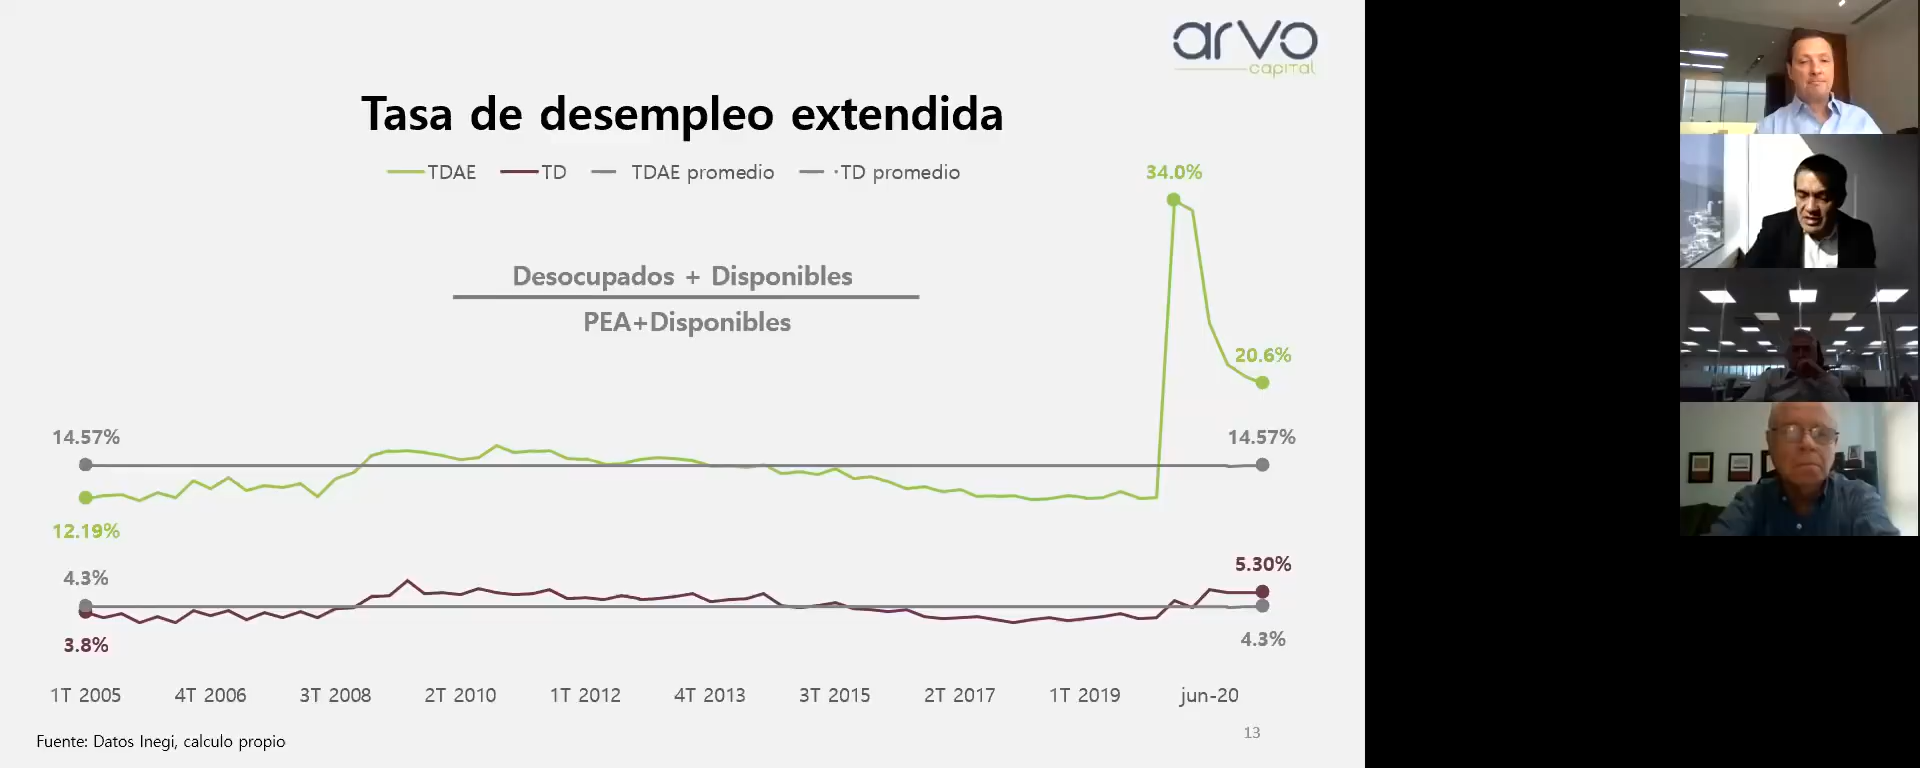 arvo
capital
Tasa de desempleo extendida
TDAE TD TDAE promedio TD promedio
34.0%
Desocupados + Disponibles
PEA+Disponibles
20.6%
14.57% 14.57%
12.19%
5.30%
4.3%
4.3%
3.8%
1T 2005 4T 2006 3T 2008 2T 2010 1T 2012 4T 2013 3T 2015 2T 2017 1T 2019 jun-20
13
Fuente: Datos Inegi, calculo propio